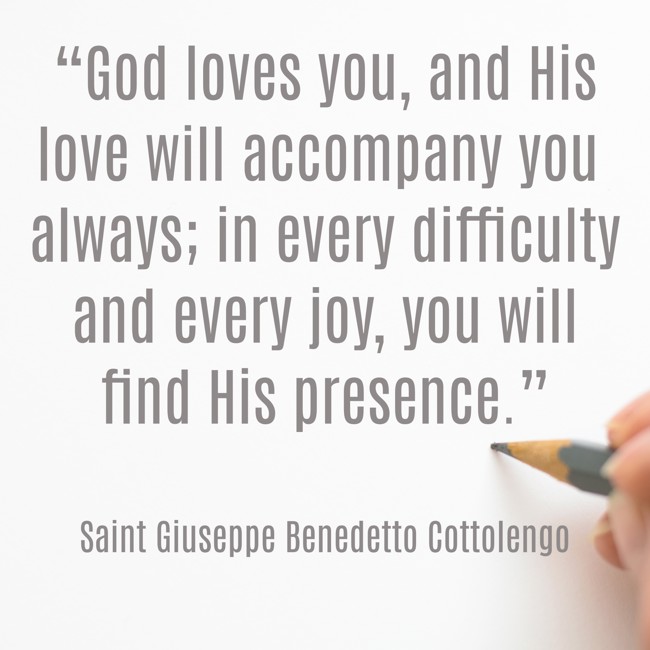 “God loves you, and His
love will accompany you
always; in every difficulty
and every joy, you will
find His presence.”
Saint Giuseppe Benedetto Cottolengo